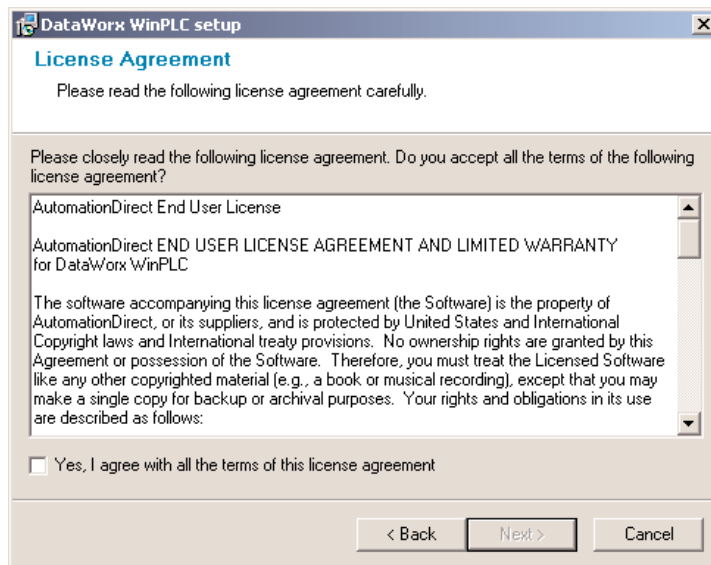 DataWorx WinPLC setup
License Agreement
Please read the following license agreement carefully.
Please closely read the following license agreement. Do you accept all the terms of the following
license agreement?
AutomationDirect End User License
AutomationDirect END USER LICENSE AGREEMENT AND LIMITED WARRANTY
for DataWorx WinPLC
The software accompanying this license agreement (the Software) is the property of
AutomationDirect, or its suppliers, and is protected by United States and International
Copyright laws and International treaty provisions.  No ownership rights are granted by this
Agreement or possession of the Software.  Therefore, you must treat the Licensed Software
like any other copyrighted material (e.g., a book or musical recording), except that you may
make a single copy for backup or archival purposes.  Your rights and obligations in its use
are described as follows:
Yes, I agree with all the terms of this license agreement
< Back Next > Cancel